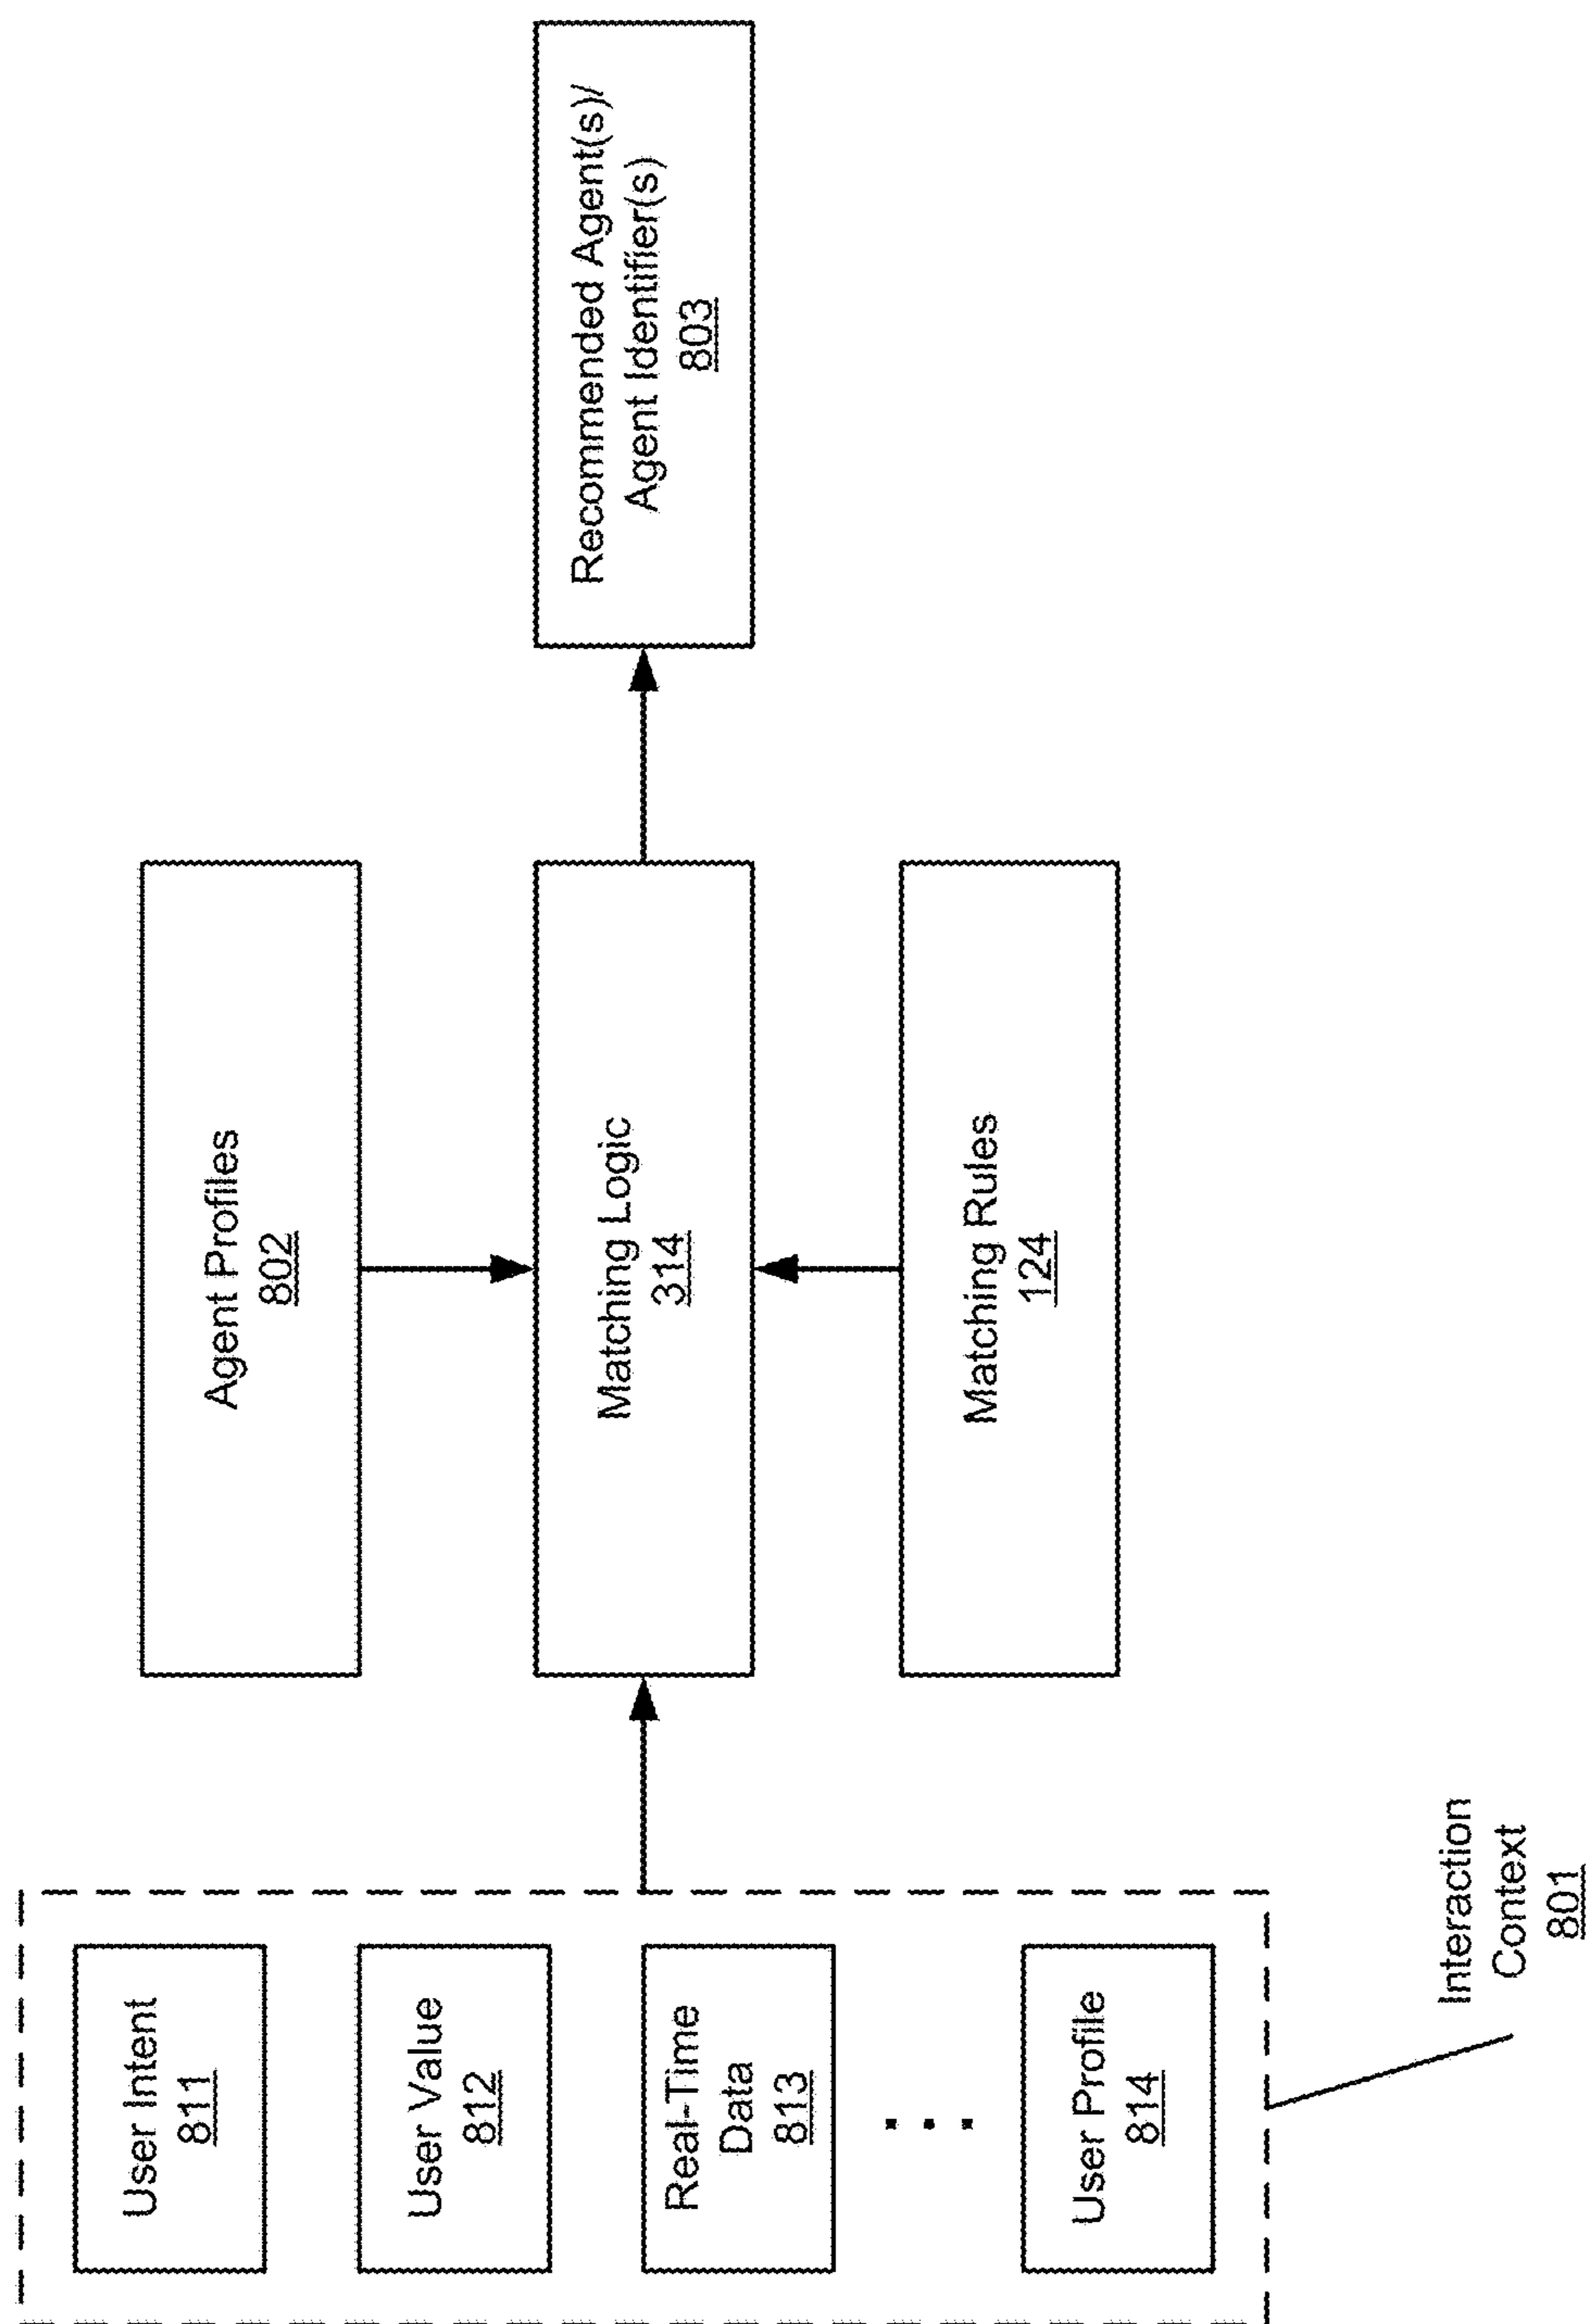 User Intent
811
User Value
812
Real-Time
Data
813
. . .
User Profile
814
Interaction
Context
801
Agent Profiles
802
Matching Logic
314
Matching Rules
124
Recommended Agent(s)/
Agent Identifier(s)
803